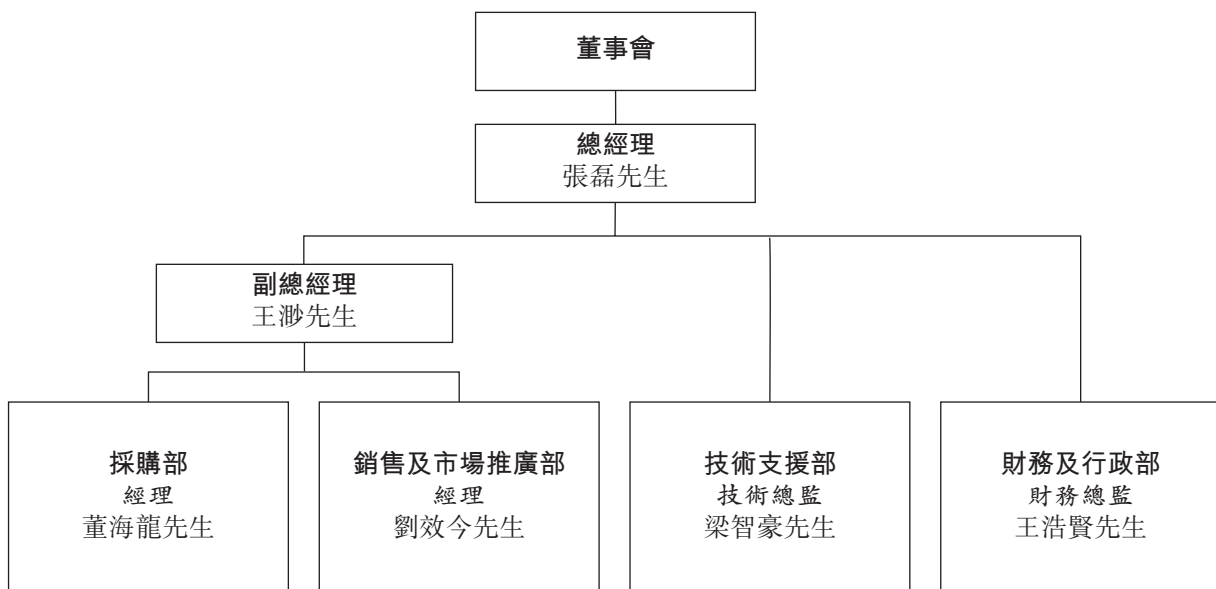 董事會
總經理
張磊先生
副總經理
王渺先生
採購部
經理
董海龍先生
銷售及市場推廣部
經理
劉效今先生
技術支援部
技術總監
梁智豪先生
財務及行政部
財務總監
王浩賢先生